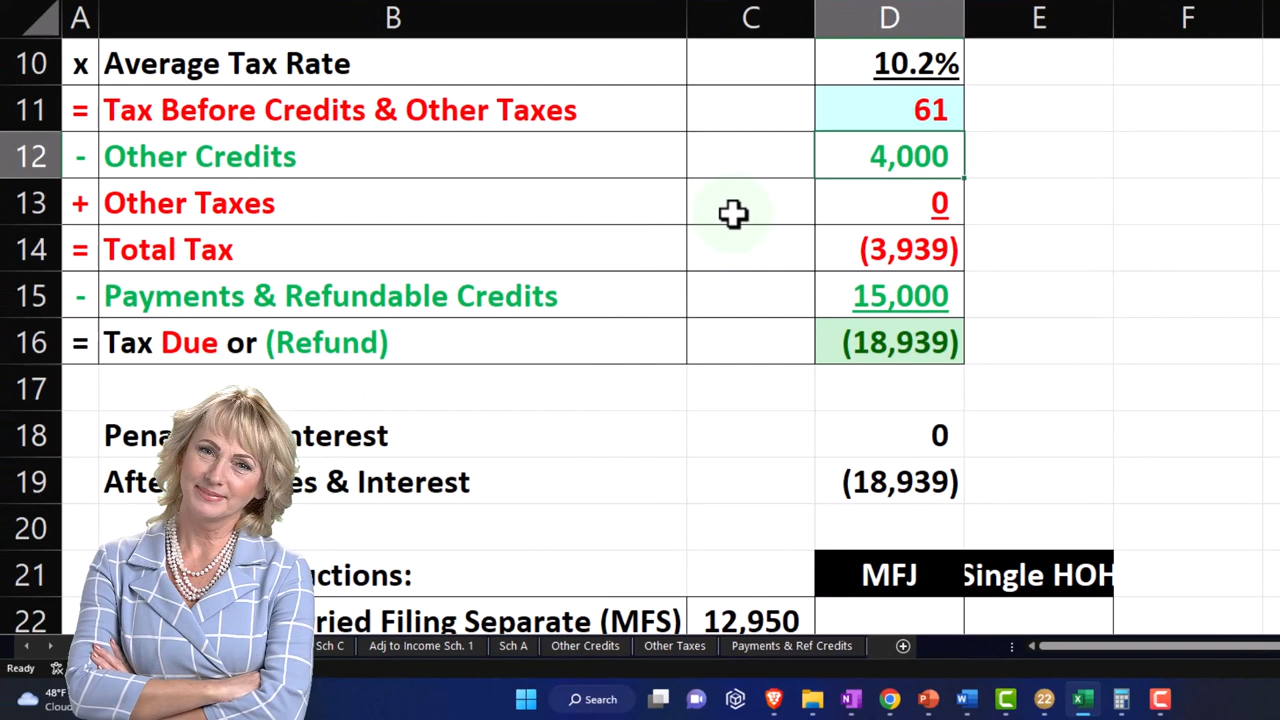 A B C D E F
10 x Average Tax Rate 10.2%
11 = Tax Before Credits & Other Taxes 61
12 - Other Credits 4,000
13 + Other Taxes 0
14 = Total Tax (3,939)
15 - Payments & Refundable Credits 15,000
16 = Tax Due or (Refund) (18,939)
17
18 Pena nterest 0
19 Afte es & Interest (18,939)
20
21 uctions: MFJ Single HOH
22 ried Filing Separate (MFS) 12,950
Sch C Adj to Income Sch. 1 Sch A Other Credits Other Taxes Payments & Ref Credits
Ready
48°F
Cloud
Search
22